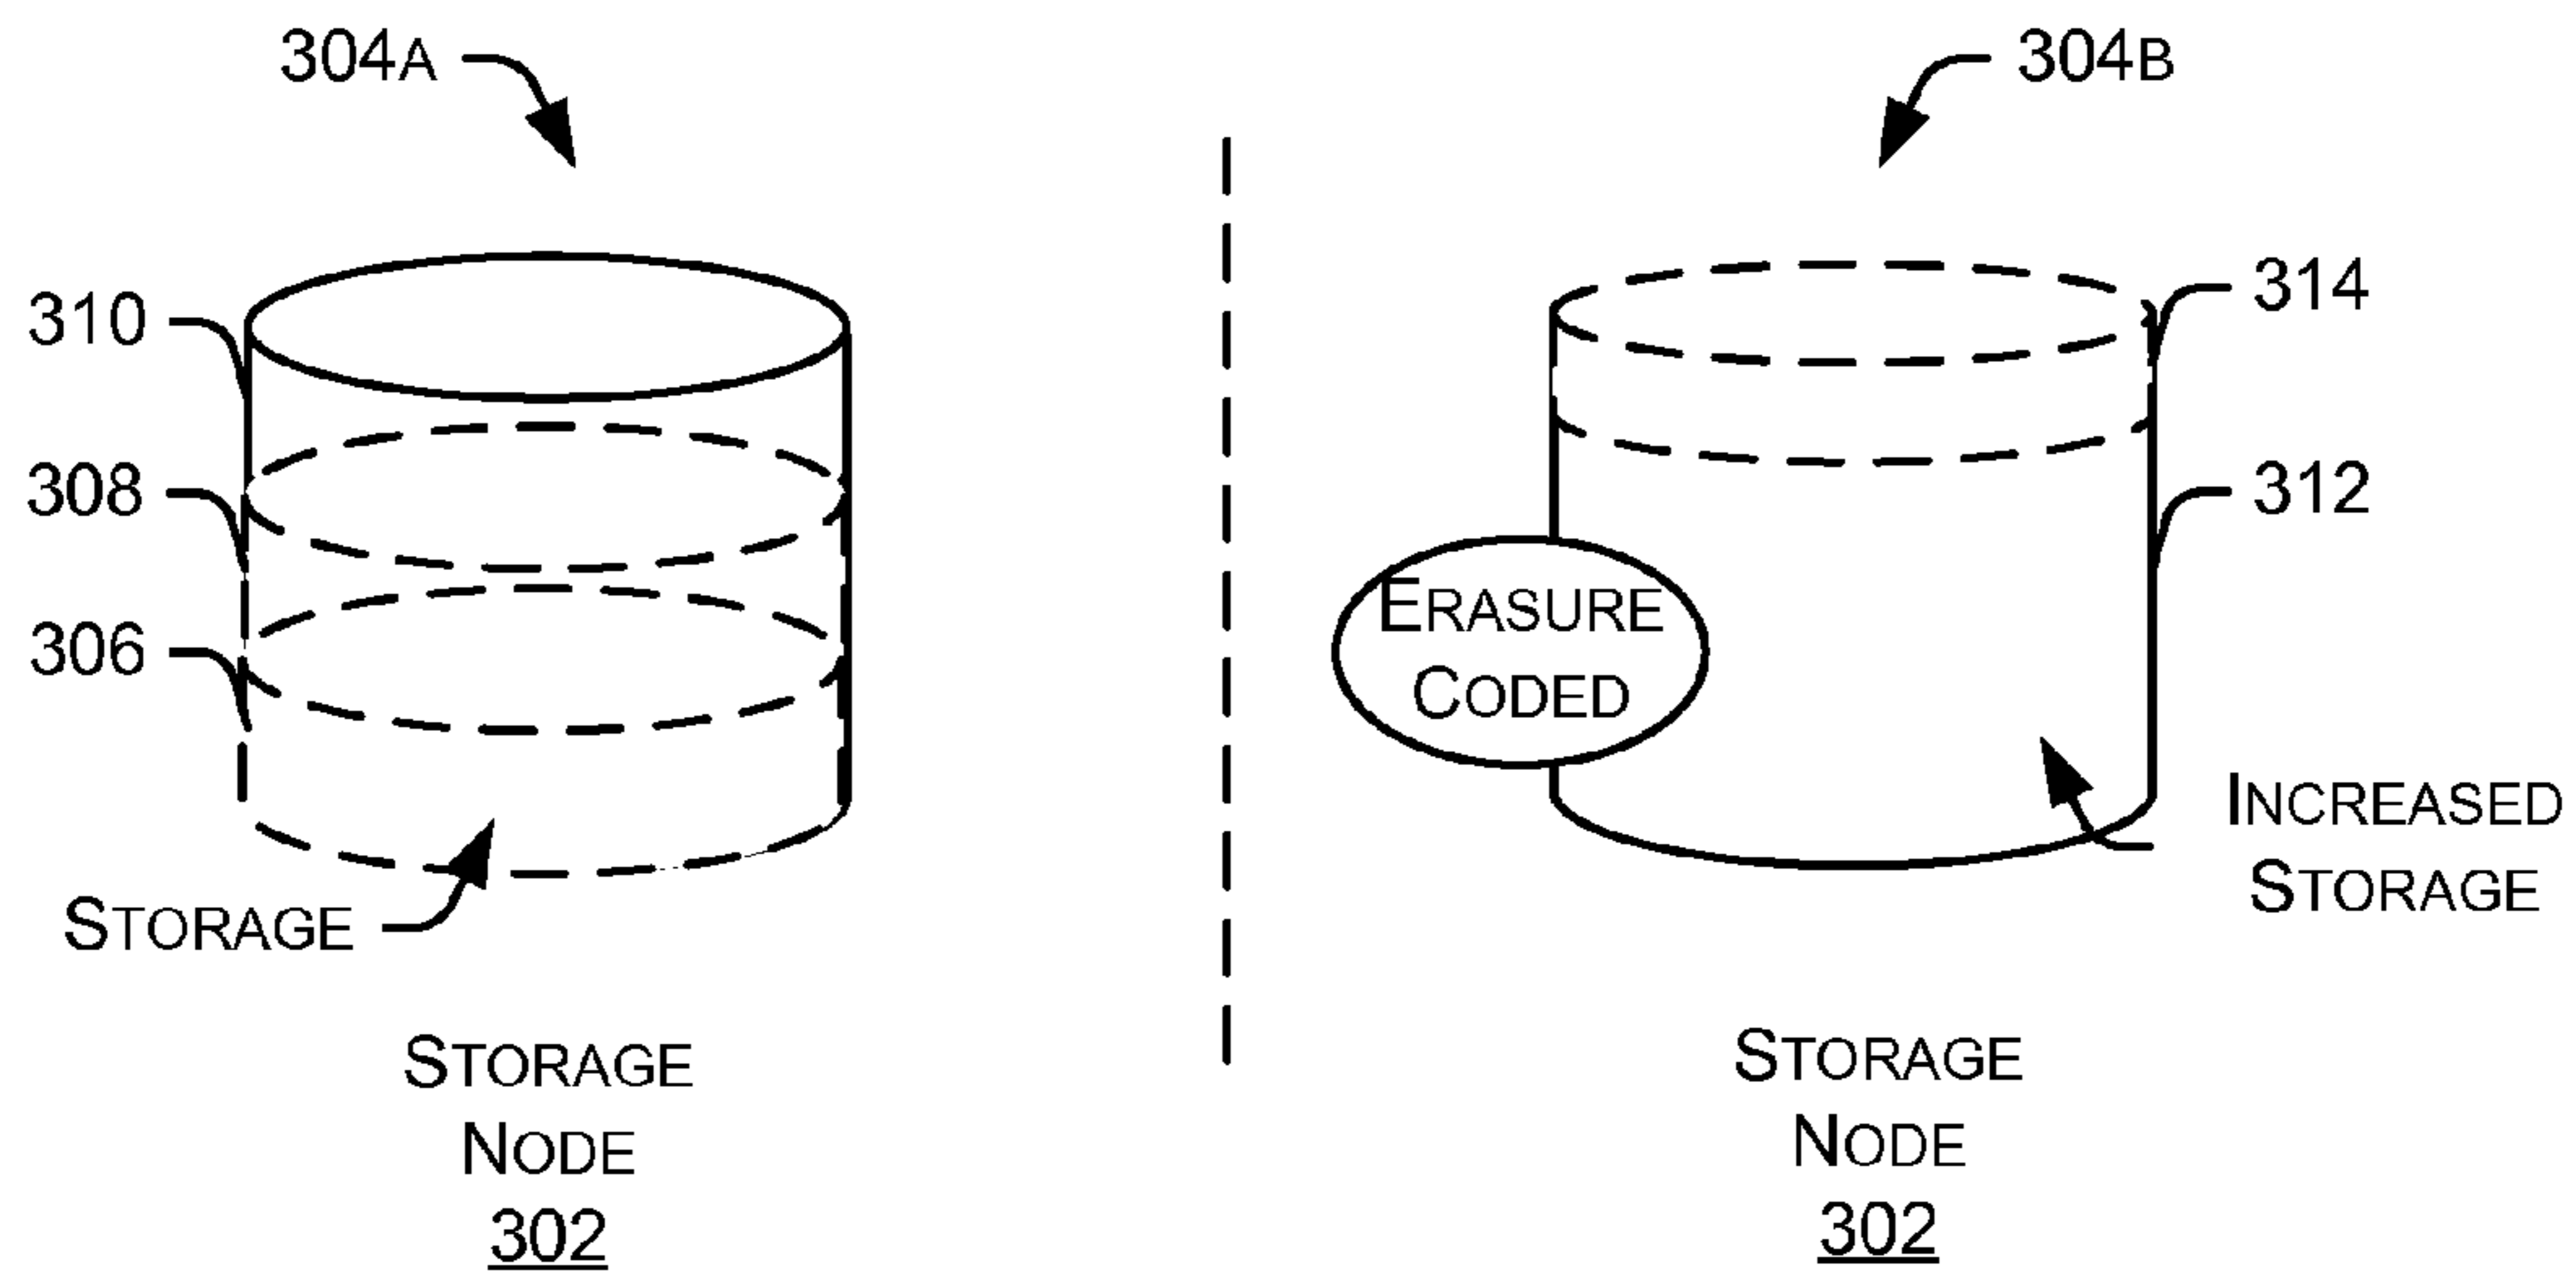 304A
310
308
306
STORAGE
STORAGE
NODE
302
304B
314
312
ERASURE
CODED
INCREASED
STORAGE
STORAGE
NODE
302